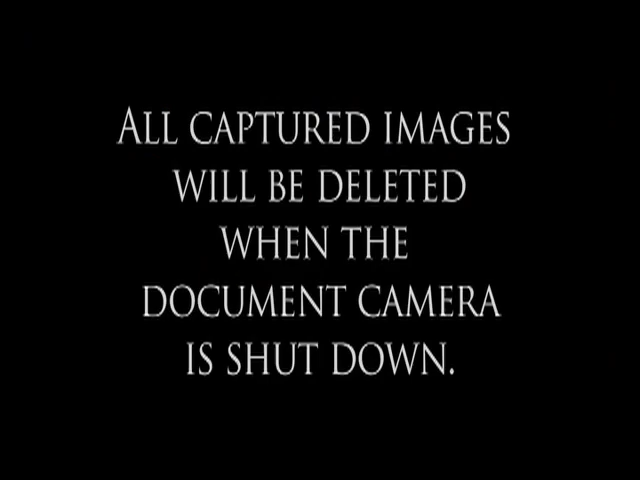 ALL CAPTURED IMAGES
WILL BE DELETED
WHEN THE
DOCUMENT CAMERA
IS SHUT DOWN.